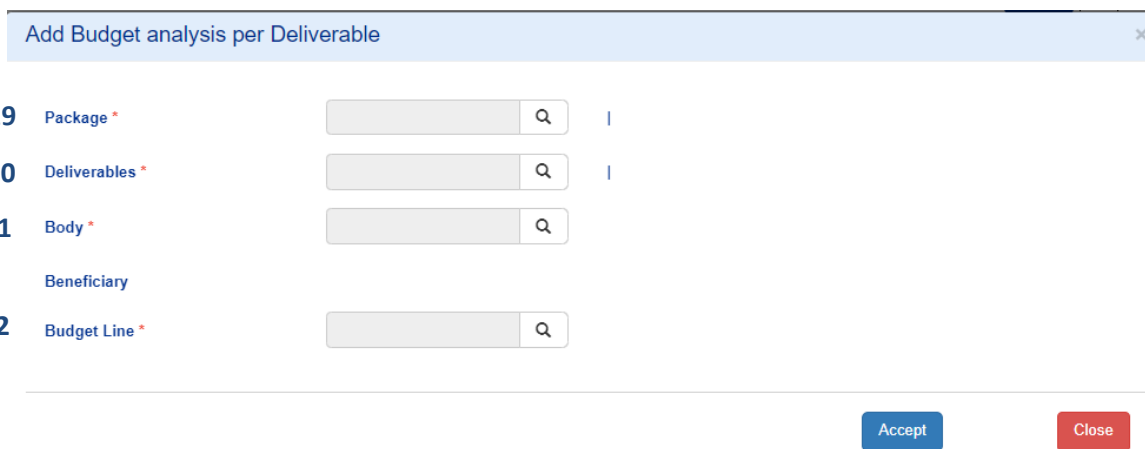 Add Budget analysis per Deliverable ×
9 Package * |
0 Deliverables * |
1 Body *
Beneficiary
2 Budget Line *
Accept Close